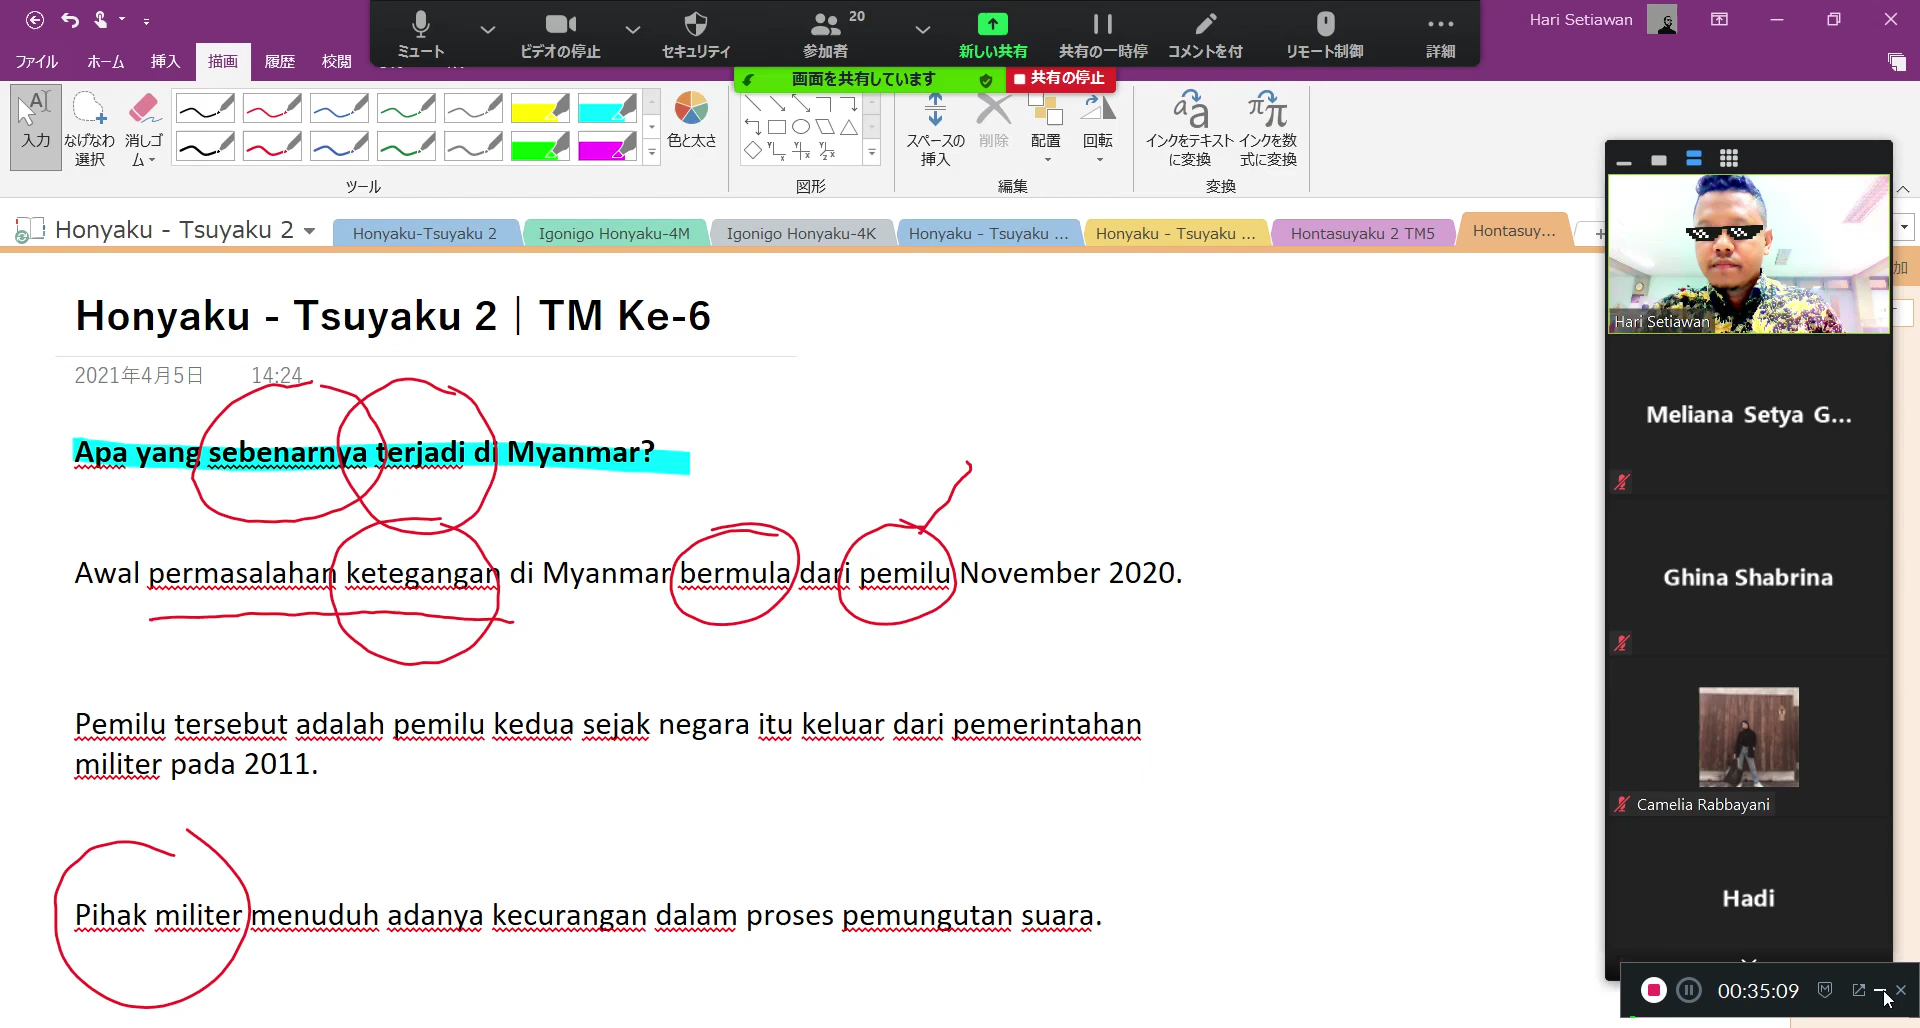 ミュート
ビデオの停止
セキュリティ
20
参加者
新しい共有
共有の一時停
コメントを付
リモート制御
詳細
Hari Setiawan
画面を共有しています
共有の停止
ファイル
ホーム
挿入
描画
履歴
校閲
入力
なげなわ
選択
消しゴ
ム
色と太さ
スペースの
挿入
削除
配置
回転
インクをテキスト
に変換
インクを数
式に変換
ツール
図形
編集
変換
Honyaku - Tsuyaku 2
Honyaku-Tsuyaku 2
Igonigo Honyaku-4M
Igonigo Honyaku-4K
Honyaku - Tsuyaku ...
Honyaku - Tsuyaku ...
Hontasuyaku 2 TM5
Hontasuy...
加
Honyaku - Tsuyaku 2 | TM Ke-6
2021年4月5日 14:24
Apa yang sebenarnya terjadi di Myanmar?
Awal permasalahan ketegangan di Myanmar bermula dari pemilu November 2020.
Pemilu tersebut adalah pemilu kedua sejak negara itu keluar dari pemerintahan
militer pada 2011.
Pihak militer menuduh adanya kecurangan dalam proses pemungutan suara.
Hari Setiawan
Meliana Setya G...
Ghina Shabrina
Camelia Rabbayani
Hadi
00:35:09